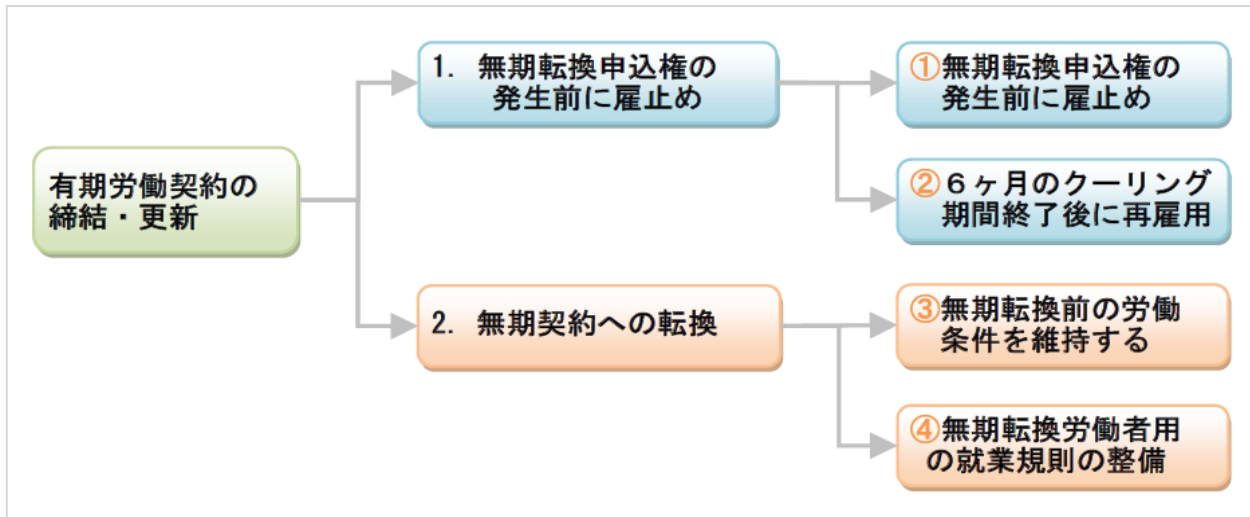 有期労働契約の
締結・更新
1. 無期転換申込権の
発生前に雇止め
2. 無期契約への転換
①無期転換申込権の
発生前に雇止め
②６ヶ月のクーリング
期間終了後に再雇用
③無期転換前の労働
条件を維持する
④無期転換労働者用
の就業規則の整備